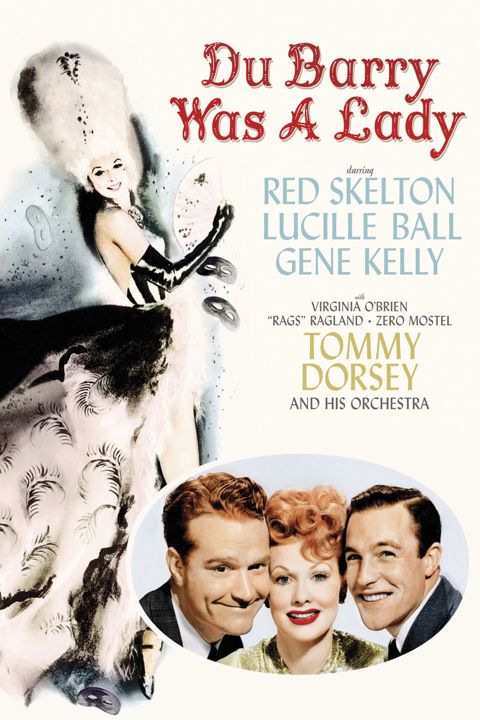 Du Barry
Was A Lady
starring
RED SKELTON
LUCILLE BALL
GENE KELLY
with
VIRGINIA O'BRIEN
"RAGS" RAGLAND • ZERO MOSTEL
TOMMY
DORSEY
AND HIS ORCHESTRA